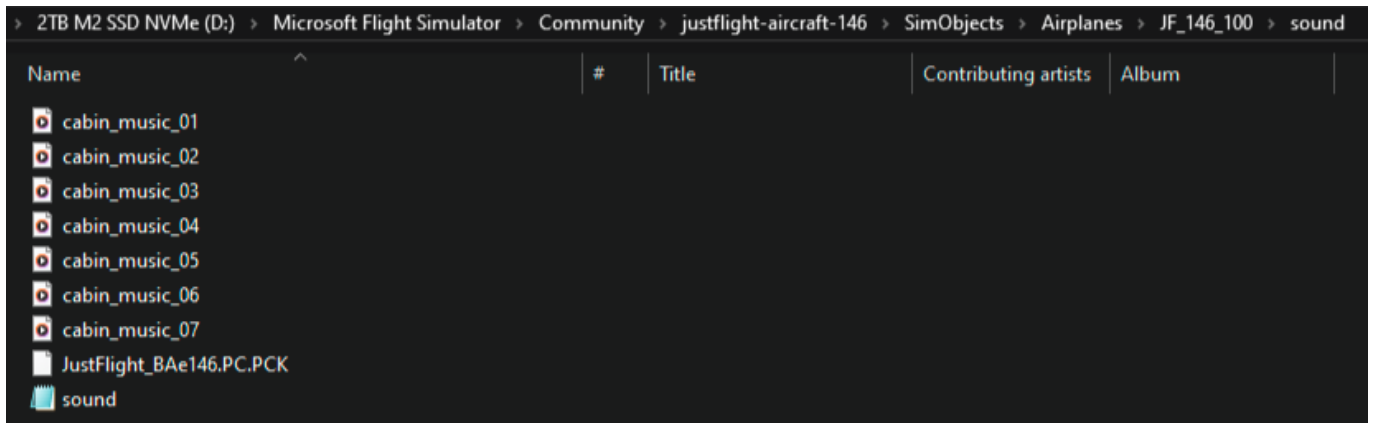 › 2TB M2 SSD NVMe (D:) › Microsoft Flight Simulator › Community › justflight-aircraft-146 › SimObjects › Airplanes › JF_146_100 › sound
Name # Title Contributing artists Album
cabin_music_01
cabin_music_02
cabin_music_03
cabin_music_04
cabin_music_05
cabin_music_06
cabin_music_07
JustFlight_BAe146.PC.PCK
sound